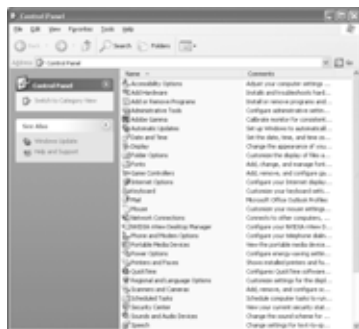 Control Panel
File Edit View Favorites Tools Help
Back Search Folders
Address Control Panel
Control Panel
Switch to Category View
See Also
Windows Update
Help and Support
Name Comments
Accessibility Options Adjust your computer settings ...
Add Hardware Installs and troubleshoots hard...
Add or Remove Programs Install or remove programs and ...
Administrative Tools Configure administrative settin...
Adobe Gamma Calibrate monitor for consistent
Automatic Updates Set up Windows to automaticall...
Date and Time Set the date, time, and time zo...
Display Change the appearance of you...
Folder Options Customize the display of files a...
Fonts Add, change, and manage font...
Game Controllers Add, remove, and configure ga...
Internet Options Configure your Internet display...
Keyboard Customize your keyboard setti...
Mail Microsoft Office Outlook Profiles
Mouse Customize your mouse settings...
Network Connections Connects to other computers, ...
NVIDIA nView Desktop Manager Configure your NVIDIA nView D...
Phone and Modem Options Configure your telephone dialin...
Portable Media Devices View the portable media device...
Power Options Configure energy-saving settin...
Printers and Faxes Shows installed printers and fa...
QuickTime Configures QuickTime software...
Regional and Language Options Customize settings for the displ...
Scanners and Cameras Add, remove, and configure sc...
Scheduled Tasks Schedule computer tasks to run...
Security Center View your current security stat...
Sounds and Audio Devices Change the sound scheme for ...
Speech Change settings for text-to-sp...